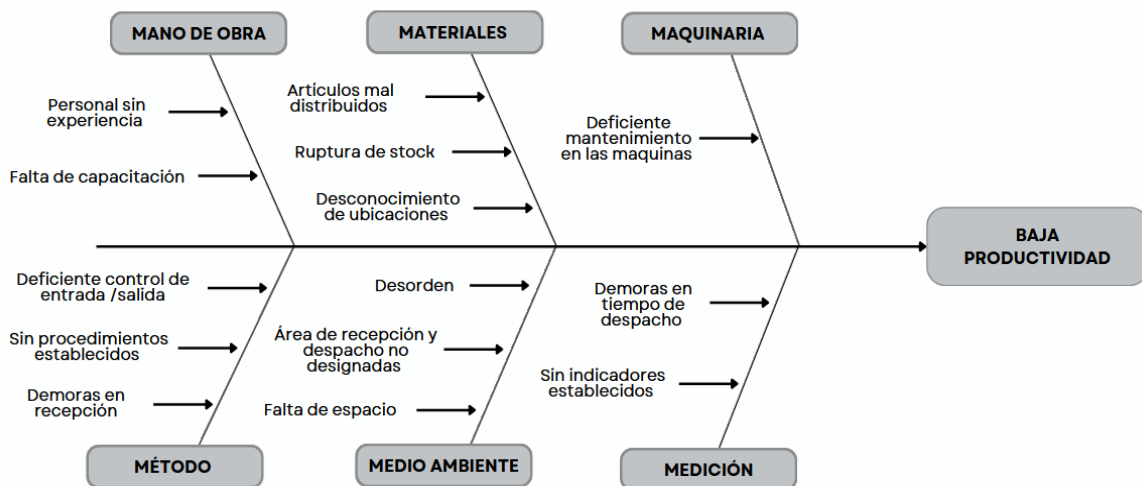 MANO DE OBRA
MATERIALES
MAQUINARIA
Personal sin
experiencia
Falta de capacitación
Artículos mal
distribuidos
Ruptura de stock
Desconocimiento
de ubicaciones
Deficiente
mantenimiento
en las maquinas
BAJA
PRODUCTIVIDAD
Deficiente control de
entrada /salida
Sin procedimientos
establecidos
Demoras en
recepción
Desorden
Área de recepción y
despacho no
designadas
Falta de espacio
Demoras en
tiempo de
despacho
Sin indicadores
establecidos
MÉTODO
MEDIO AMBIENTE
MEDICIÓN